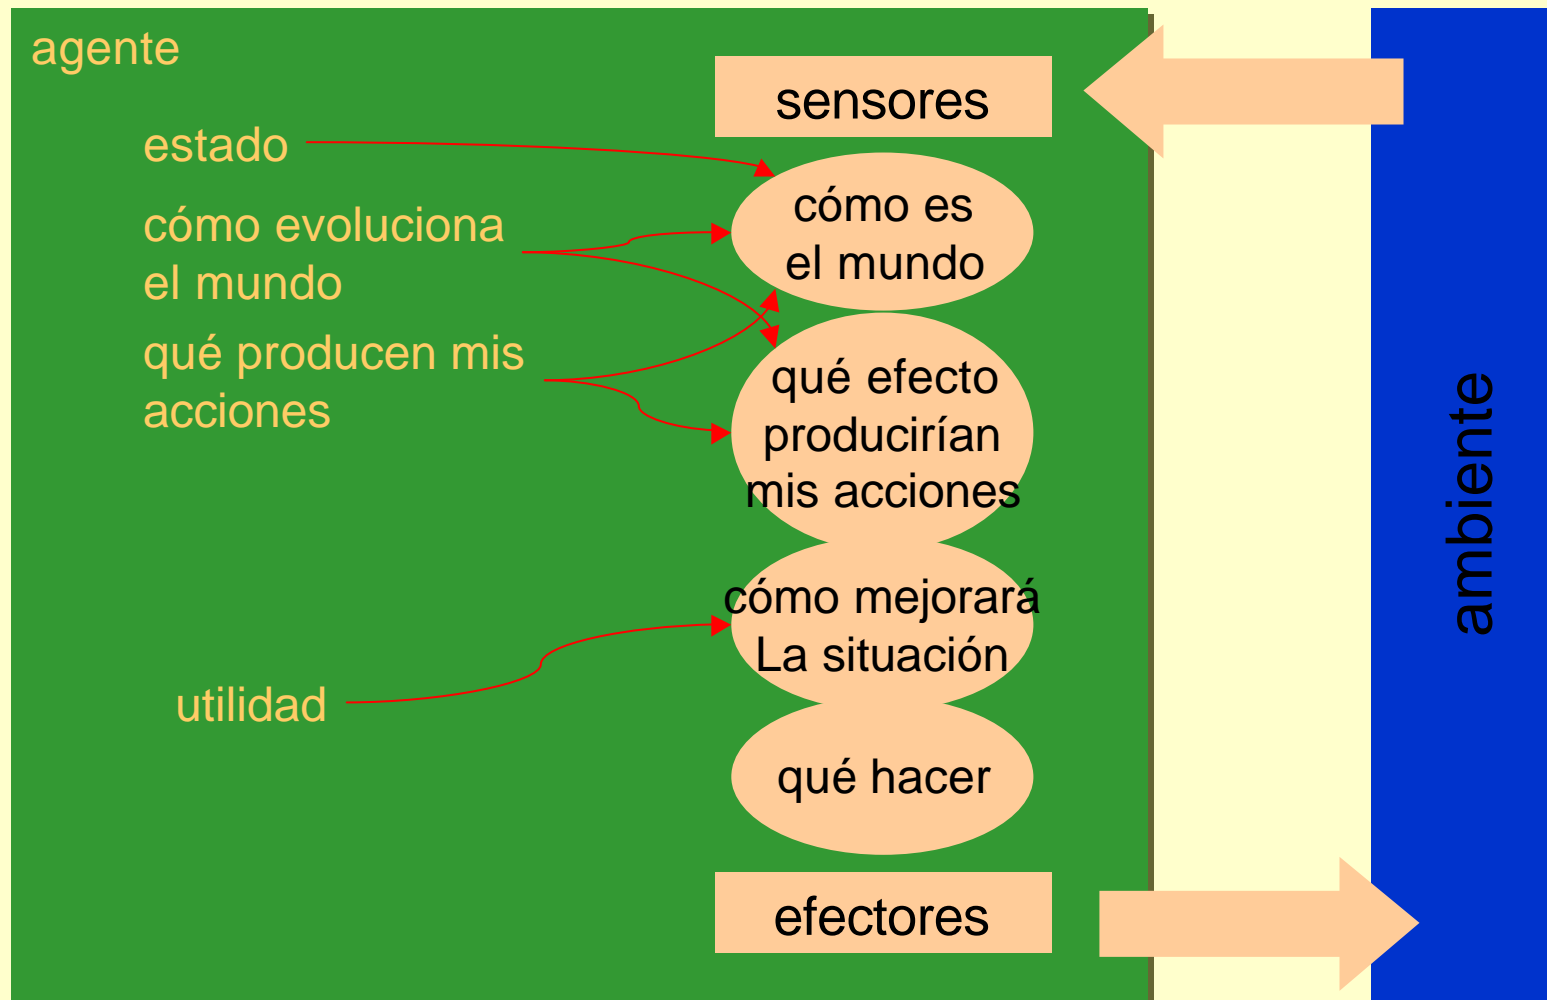 agente
sensores
estado
cómo es
el mundo
cómo evoluciona
el mundo
qué producen mis
acciones
qué efecto
producirían
mis acciones
ambiente
cómo mejorará
La situación
utilidad
qué hacer
efectores